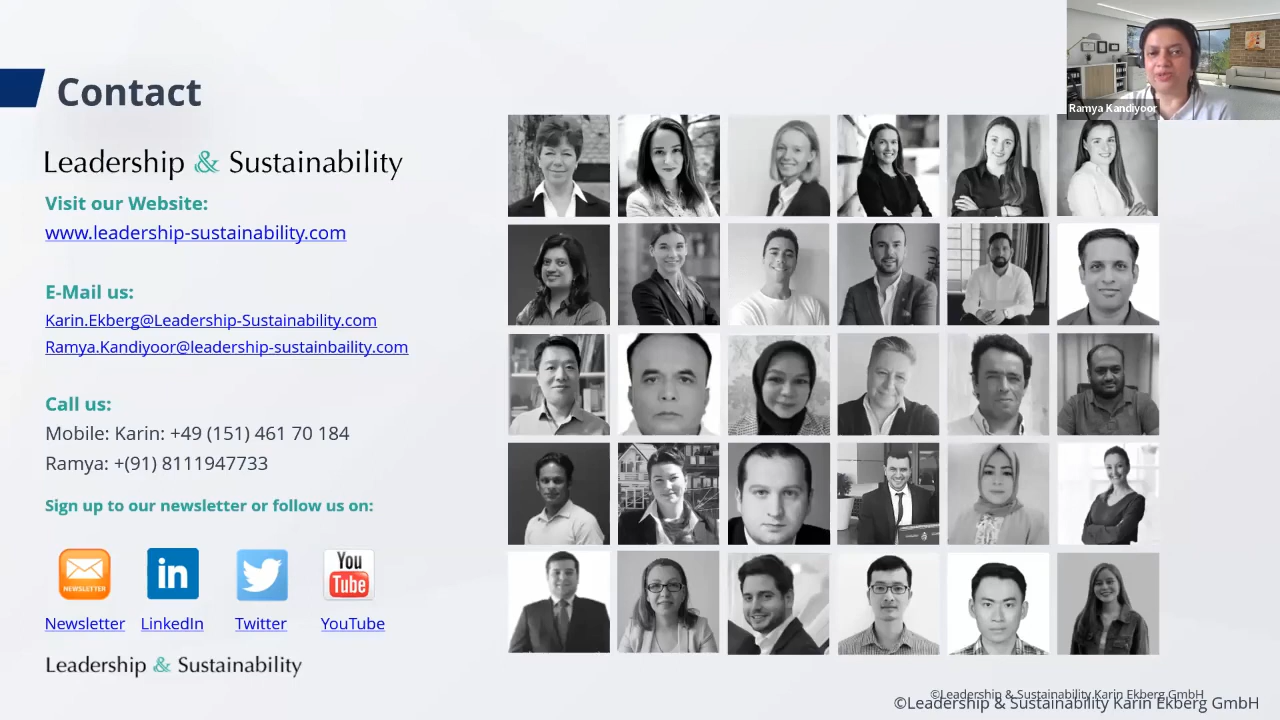 Ramya Kandiyoor
Contact
Leadership & Sustainability
Visit our Website:
www.leadership-sustainability.com
E-Mail us:
Karin.Ekberg@Leadership-Sustainability.com
Ramya.Kandiyoor@leadership-sustainbaility.com
Call us:
Mobile: Karin: +49 (151) 461 70 184
Ramya: +(91) 8111947733
Sign up to our newsletter or follow us on:
NEWSLETTER
in
You
Tube
Newsletter LinkedIn Twitter YouTube
Leadership & Sustainability
©Leadership & Sustainability Karin Ekberg GmbH
©Leadership & Sustainability Karin Ekberg GmbH